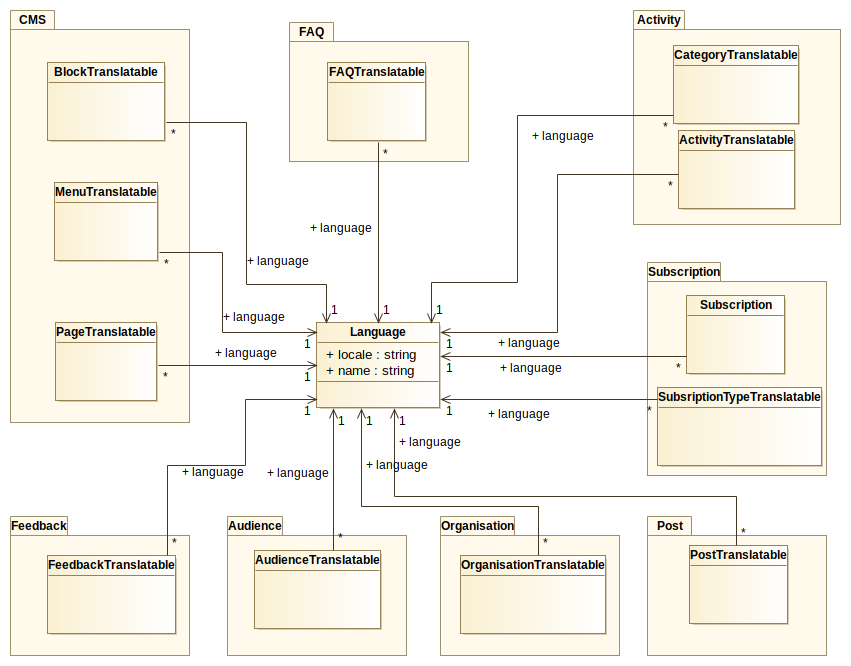 CMS
FAQ
Activity
BlockTranslatable
*
MenuTranslatable
*
PageTranslatable
*
FAQTranslatable
*
CategoryTranslatable
*
ActivityTranslatable
*
+ language
+ language
+ language
+ language
+ language
1
1
1
Language
+ locale : string
+ name : string
1
1
1
1
1
1
1
1
1
+ language
+ language
+ language
Subscription
Subscription
*
SubsriptionTypeTranslatable
*
+ language
+ language
+ language
+ language
Feedback
*
FeedbackTranslatable
Audience
*
AudienceTranslatable
Organisation
*
OrganisationTranslatable
Post
*
PostTranslatable